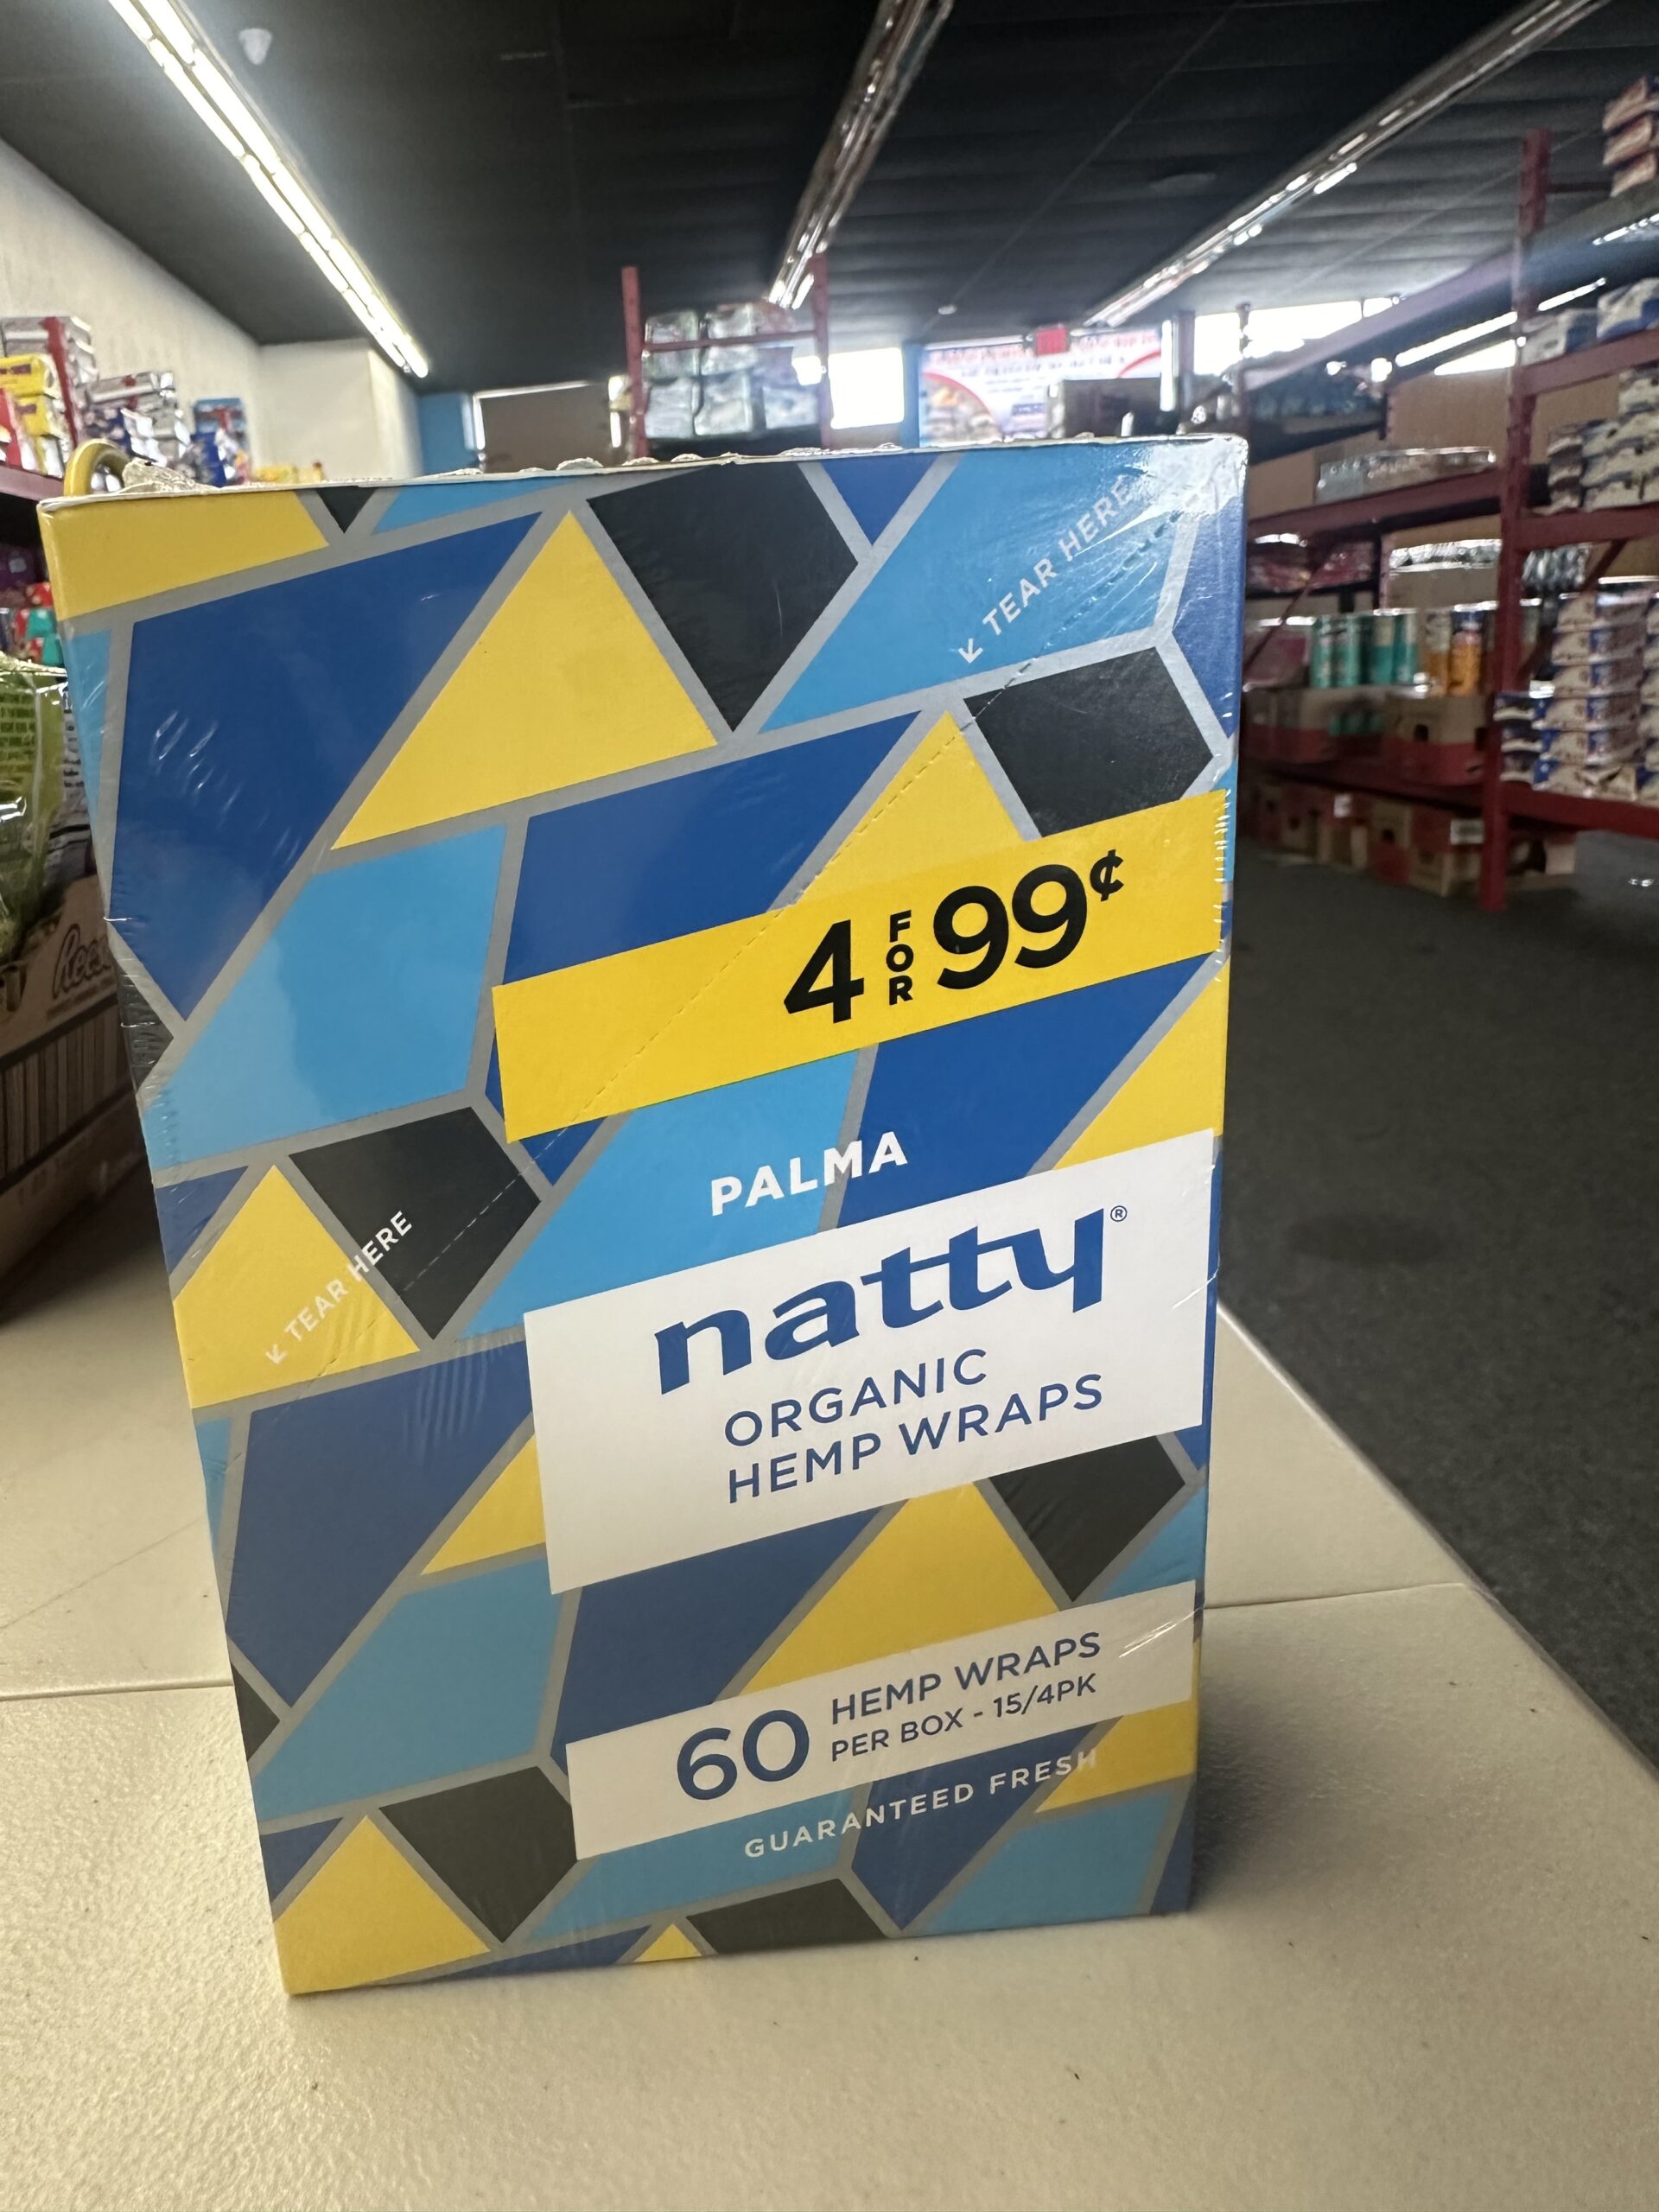 TEAR HERE
4 FOR 99¢
PALMA
natty®
ORGANIC
HEMP WRAPS
TEAR HERE
60 HEMP WRAPS
PER BOX - 15/4PK
GUARANTEED FRESH